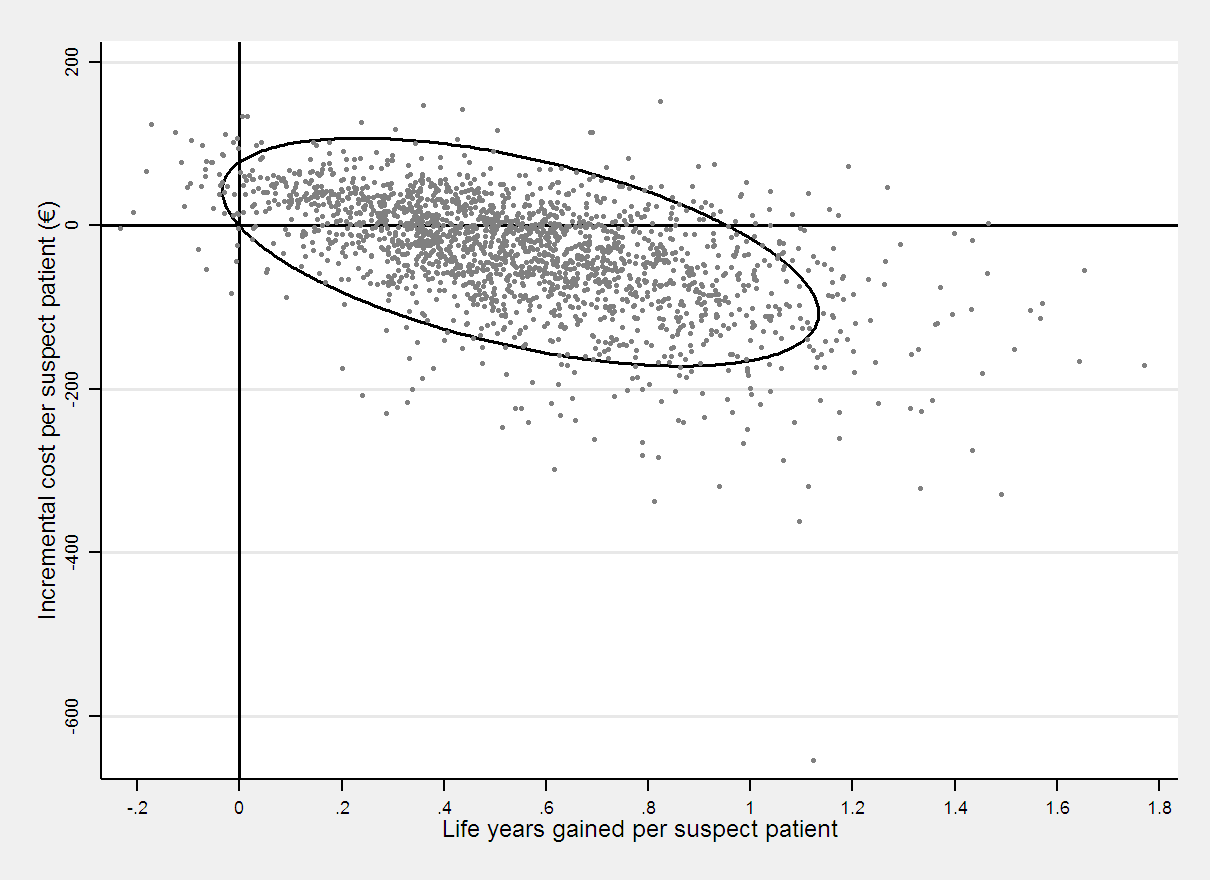 200
0
-200
-400
-600
Incremental cost per suspect patient (€)
-.2 0 .2 .4 .6 .8 1 1.2 1.4 1.6 1.8
Life years gained per suspect patient